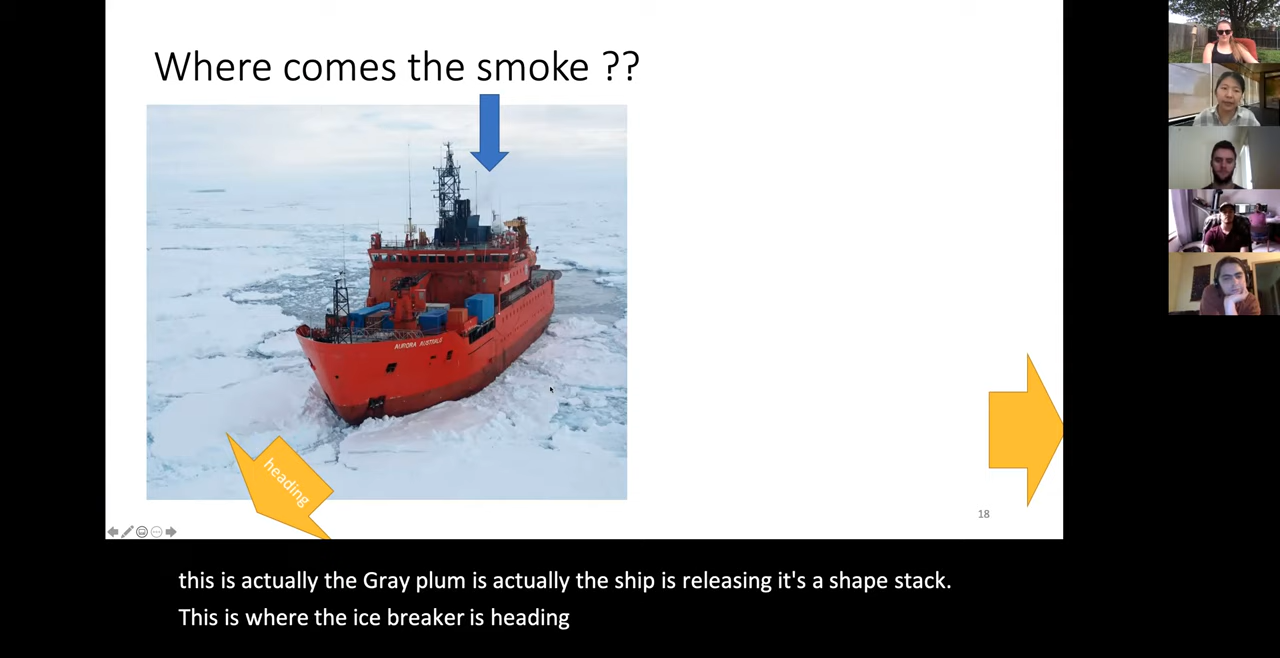 Where comes the smoke ??
AURORA AUSTRALIS
heading
18
this is actually the Gray plum is actually the ship is releasing it's a shape stack.
This is where the ice breaker is heading